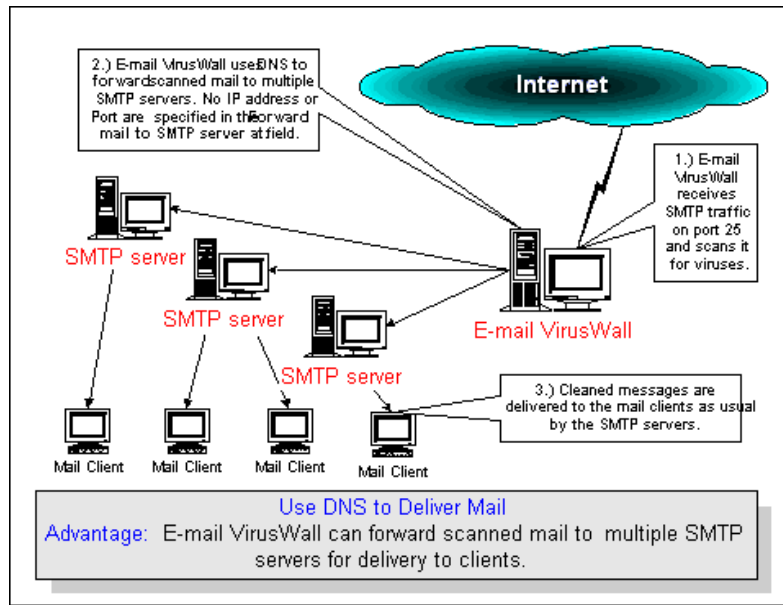 2.) E-mail VirusWall uses DNS to
forward scanned mail to multiple
SMTP servers. No IP address or
Port are specified in the Forward
mail to SMTP server at field.
Internet
1.) E-mail
VirusWall
receives
SMTP traffic
on port 25
and scans it
for viruses.
SMTP server
SMTP server
E-mail VirusWall
SMTP server
3.) Cleaned messages are
delivered to the mail clients as usual
by the SMTP servers.
Mail Client
Mail Client
Mail Client
Mail Client
Use DNS to Deliver Mail
Advantage: E-mail VirusWall can forward scanned mail to multiple SMTP
servers for delivery to clients.